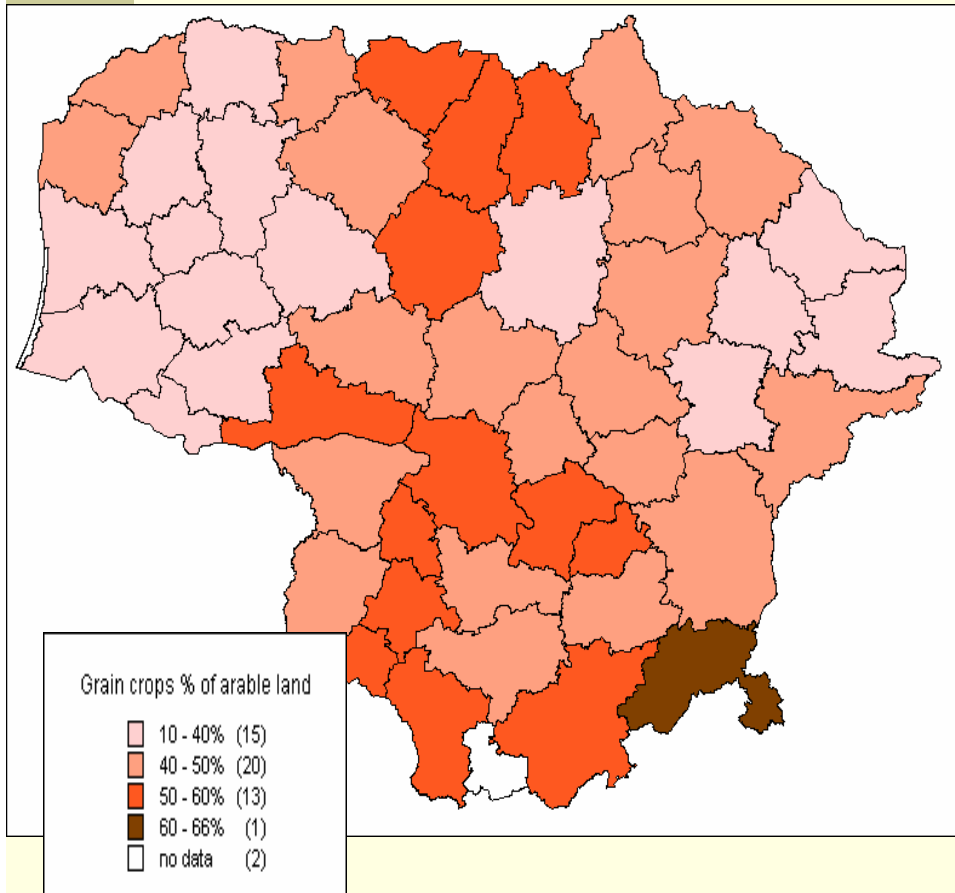 Grain crops % of arable land
10 - 40% (15)
40 - 50% (20)
50 - 60% (13)
60 - 66% (1)
no data (2)